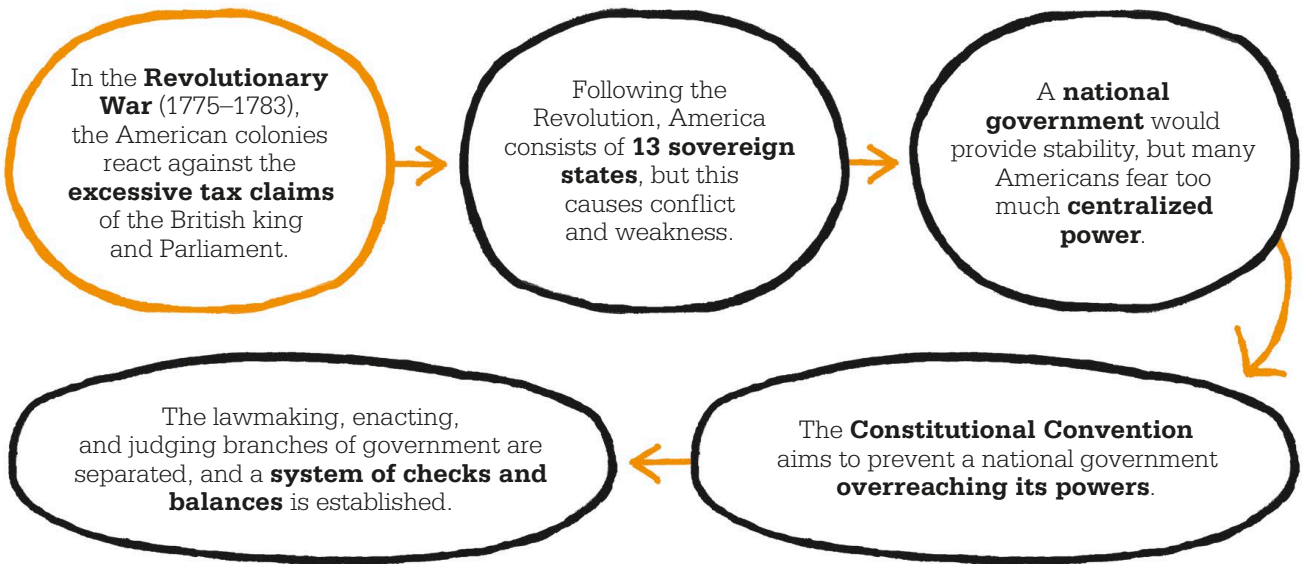 In the Revolutionary
War (1775–1783),
the American colonies
react against the
excessive tax claims
of the British king
and Parliament.
Following the
Revolution, America
consists of 13 sovereign
states, but this
causes conflict
and weakness.
A national
government would
provide stability, but many
Americans fear too
much centralized
power.
The Constitutional Convention
aims to prevent a national government
overreaching its powers.
The lawmaking, enacting,
and judging branches of government are
separated, and a system of checks and
balances is established.